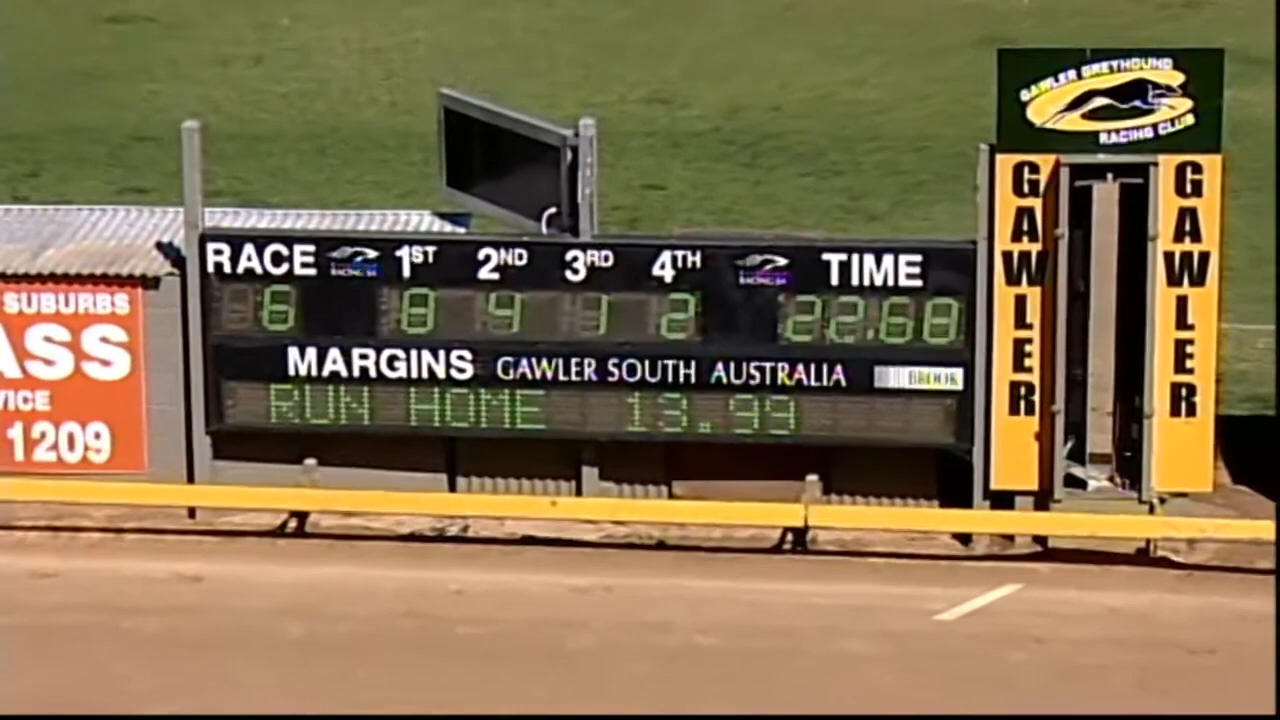 GAWLER GREYHOUND
RACING CLUB
GAWLER
GAWLER
RACE 1ST 2ND 3RD 4TH TIME
6 8 4 1 2 22.68
MARGINS GAWLER SOUTH AUSTRALIA BROOK
RUN HOME 13.99
SUBURBS
ASS
VICE
1209